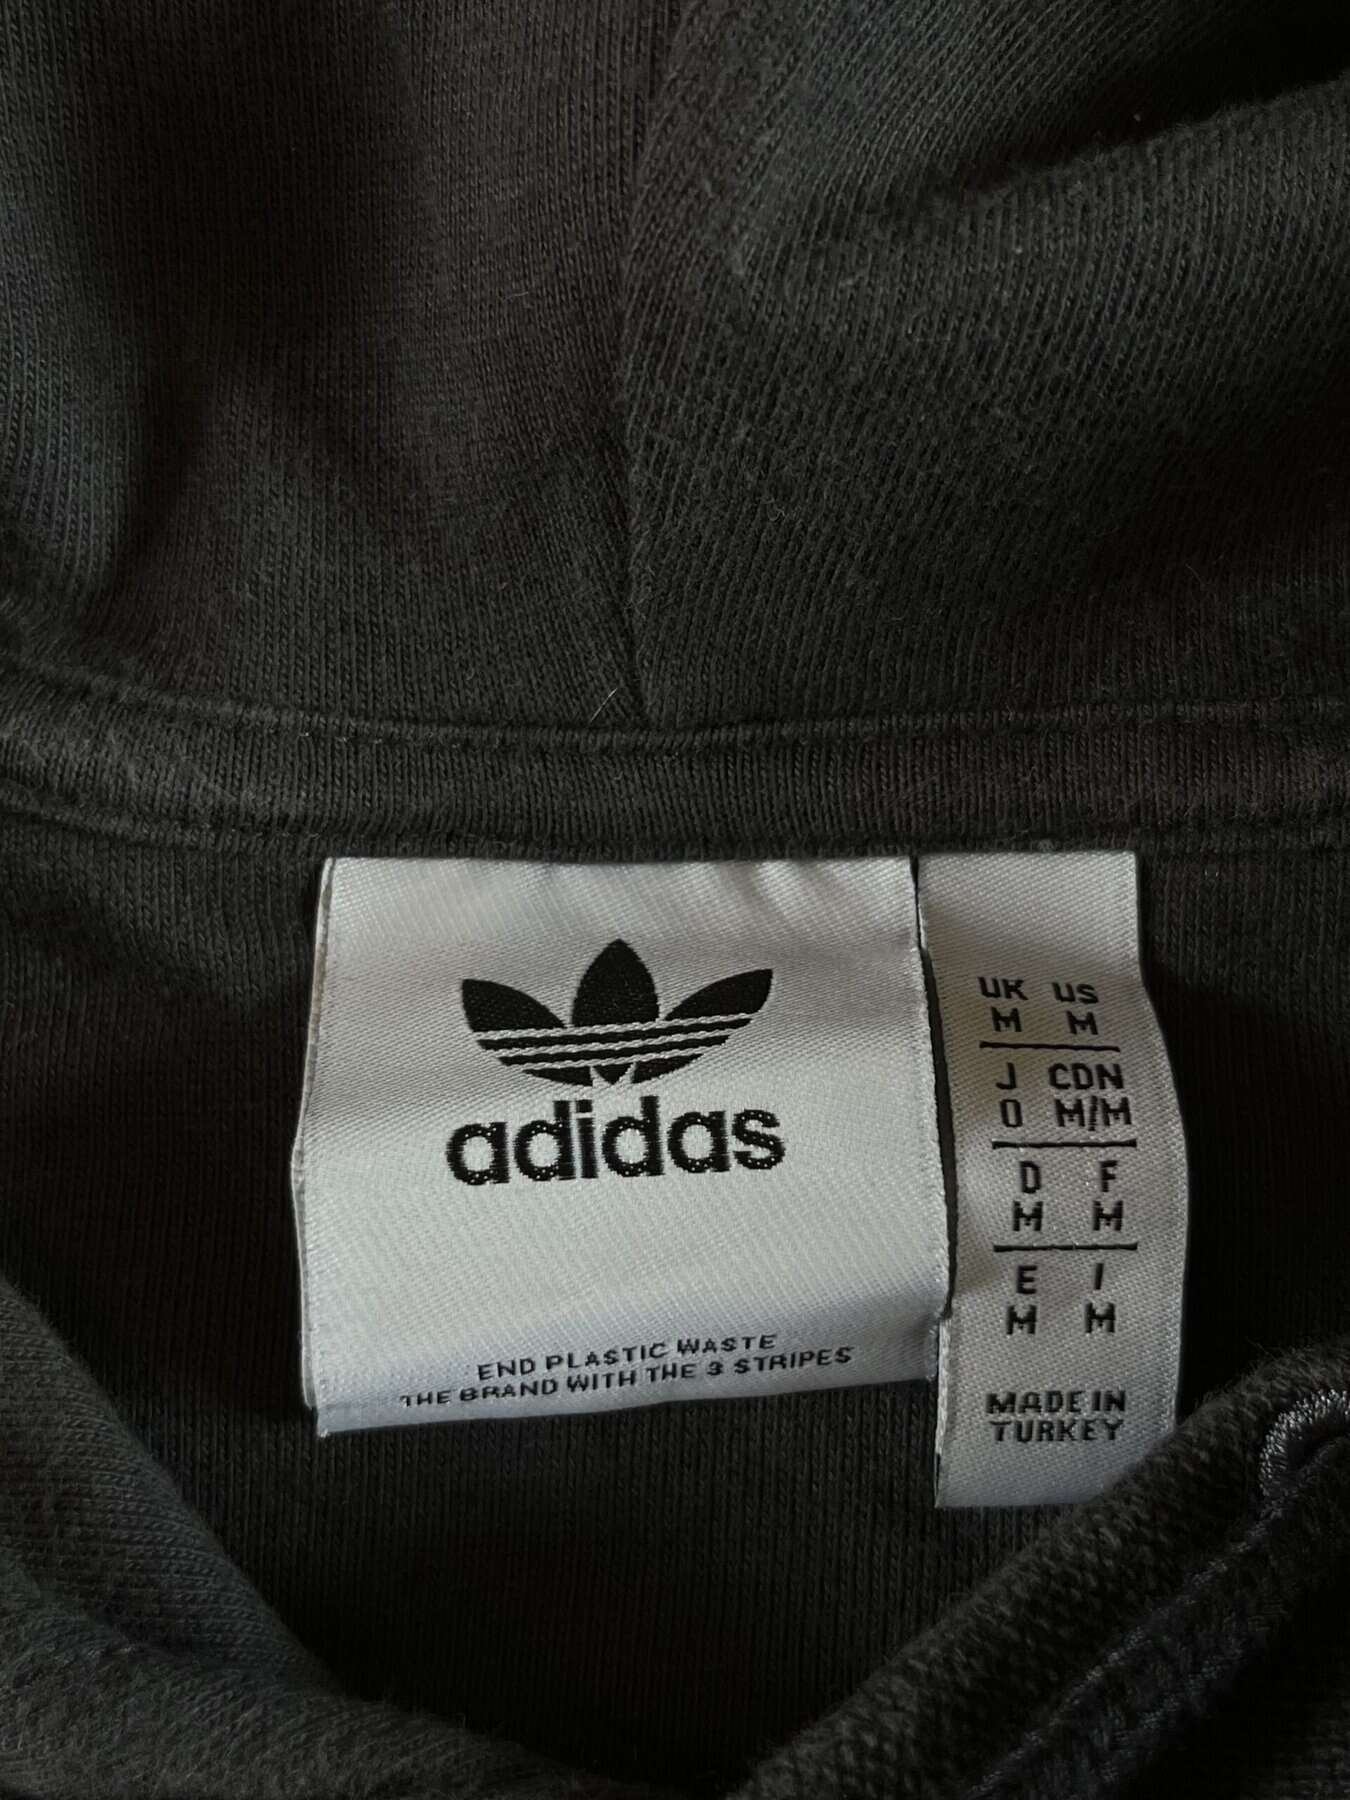 adidas
END PLASTIC WASTE
THE BRAND WITH THE 3 STRIPES
UK US
M M
J CDN
O M/M
D F
M M
E I
M M
MADE IN
TURKEY